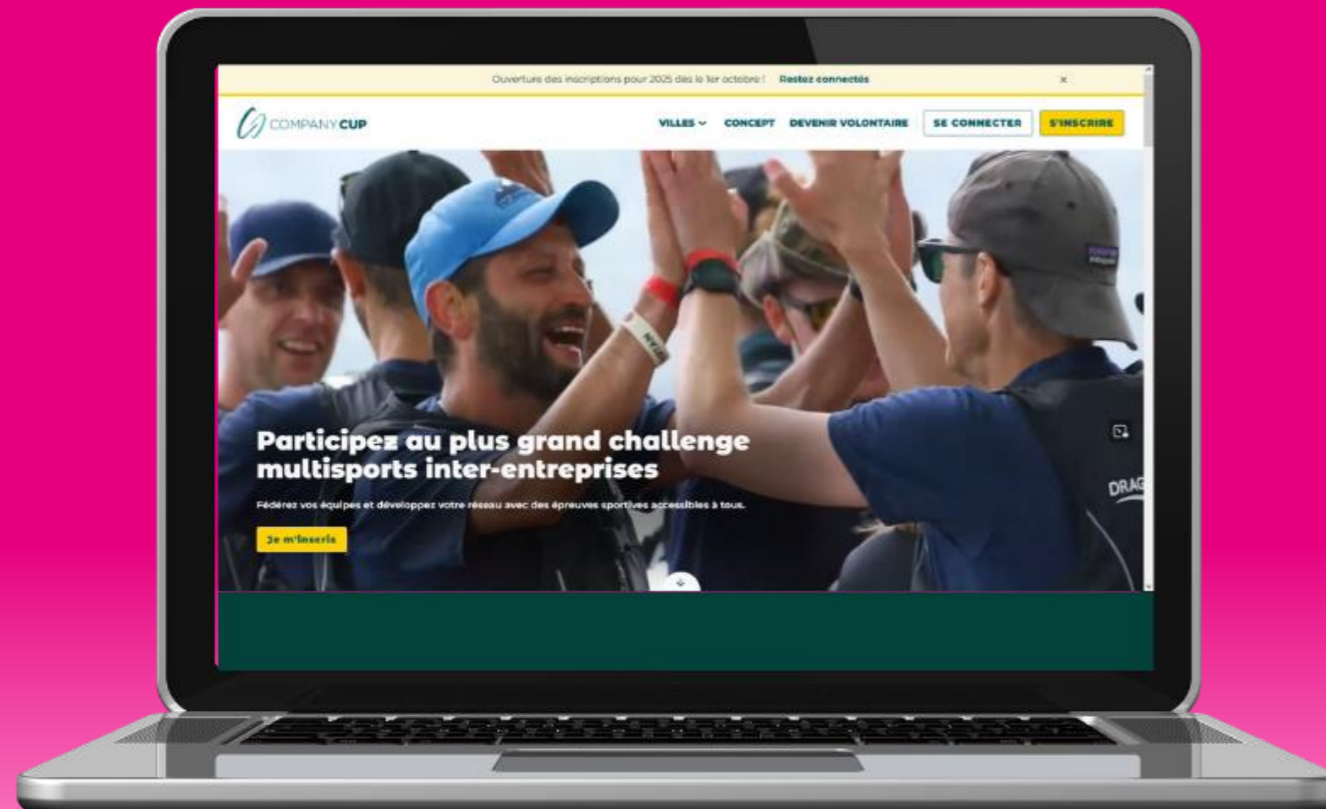 Ouverture des inscriptions pour 2025 dès le 1er octobre ! Restez connectés
COMPANY CUP
VILLES CONCEPT DEVENIR VOLONTAIRE SE CONNECTER S'INSCRIRE
Participez au plus grand challenge
multisports inter-entreprises
Fédérez vos équipes et développez votre réseau avec des épreuves sportives accessibles à tous.
Je m'inscris
DRAG